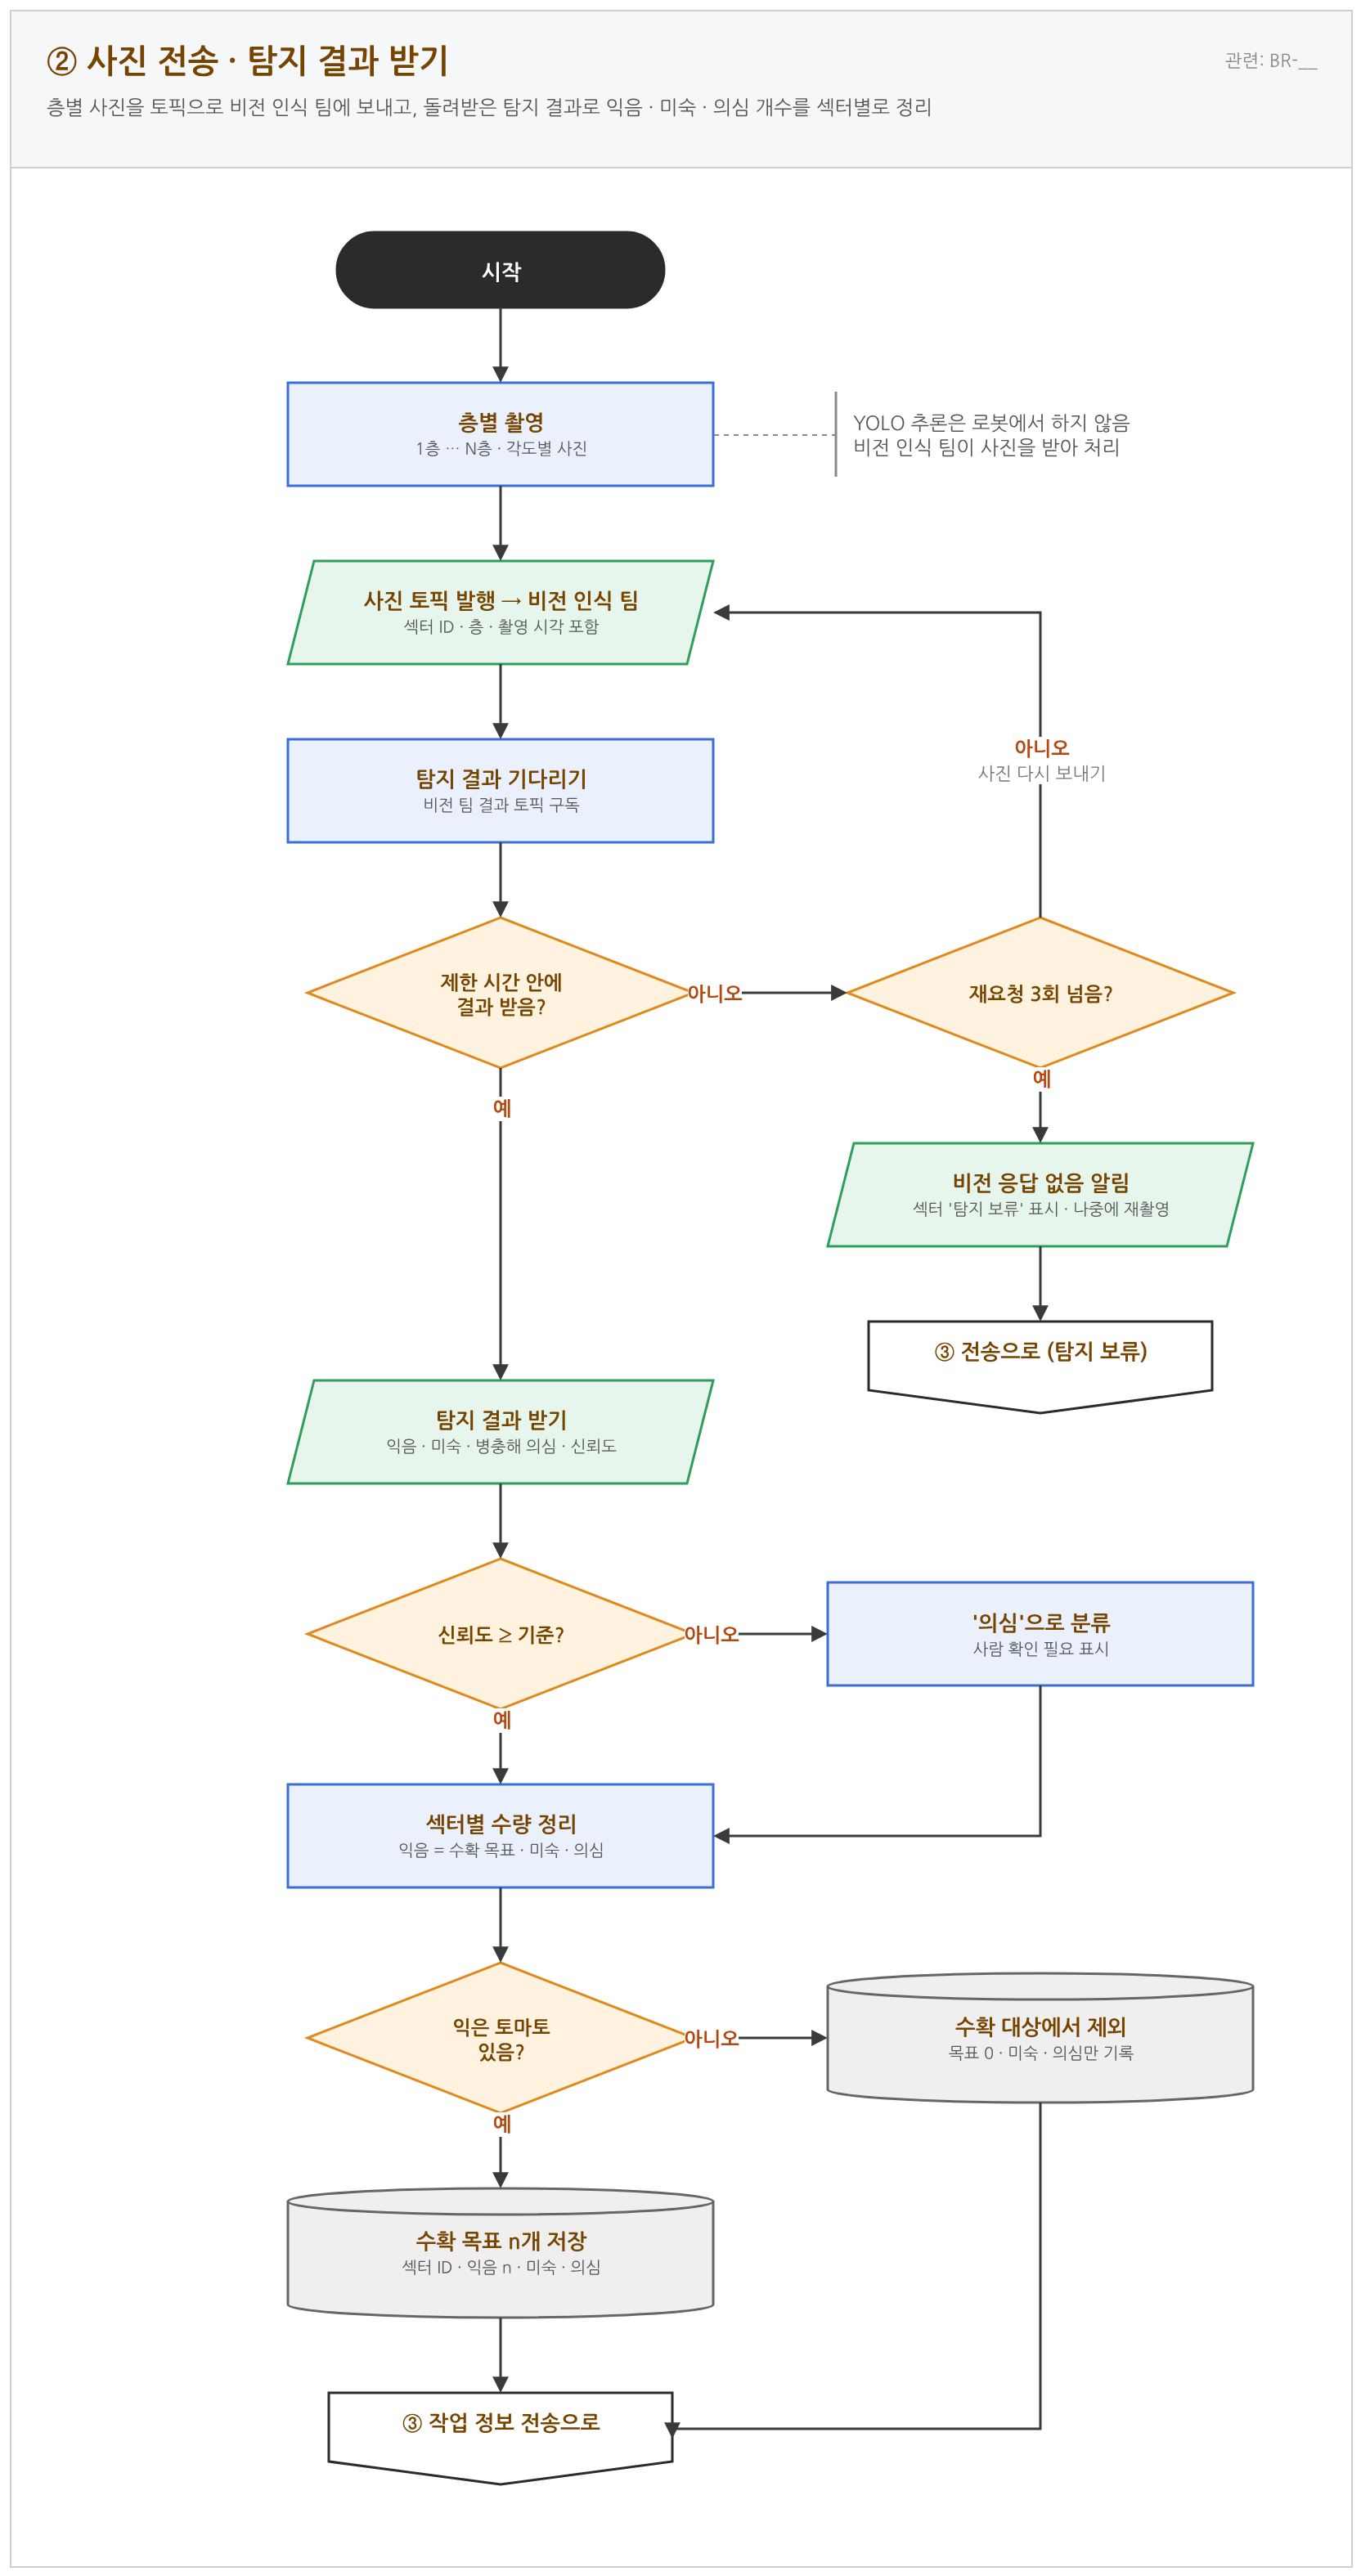 ② 사진 전송 · 탐지 결과 받기
관련: BR-__
층별 사진을 토픽으로 비전 인식 팀에 보내고, 돌려받은 탐지 결과로 익음 · 미숙 · 의심 개수를 섹터별로 정리
시작
층별 촬영
1층 ··· N층 · 각도별 사진
YOLO 추론은 로봇에서 하지 않음
비전 인식 팀이 사진을 받아 처리
사진 토픽 발행 → 비전 인식 팀
섹터 ID · 층 · 촬영 시각 포함
아니오
사진 다시 보내기
탐지 결과 기다리기
비전 팀 결과 토픽 구독
제한 시간 안에
결과 받음?
아니오
재요청 3회 넘음?
예
예
비전 응답 없음 알림
섹터 '탐지 보류' 표시 · 나중에 재촬영
③ 전송으로 (탐지 보류)
탐지 결과 받기
익음 · 미숙 · 병충해 의심 · 신뢰도
신뢰도 ≥ 기준?
아니오
'의심'으로 분류
사람 확인 필요 표시
예
섹터별 수량 정리
익음 = 수확 목표 · 미숙 · 의심
익은 토마토
있음?
아니오
수확 대상에서 제외
목표 0 · 미숙 · 의심만 기록
예
수확 목표 n개 저장
섹터 ID · 익음 n · 미숙 · 의심
③ 작업 정보 전송으로